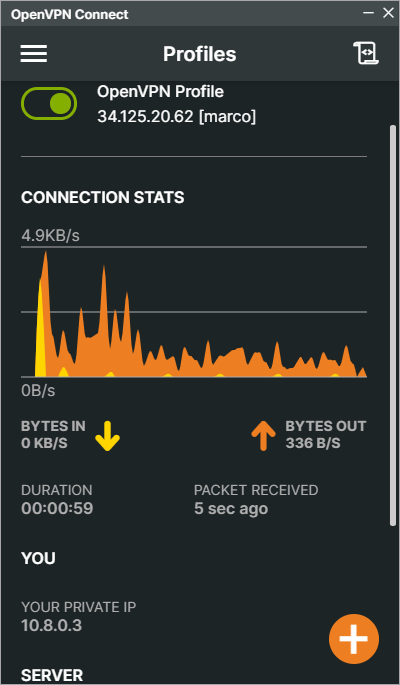 OpenVPN Connect
Profiles
OpenVPN Profile
34.125.20.62 [marco]
CONNECTION STATS
4.9KB/s
0B/s
BYTES IN
0 KB/S
BYTES OUT
336 B/S
DURATION
00:00:59
PACKET RECEIVED
5 sec ago
YOU
YOUR PRIVATE IP
10.8.0.3
SERVER